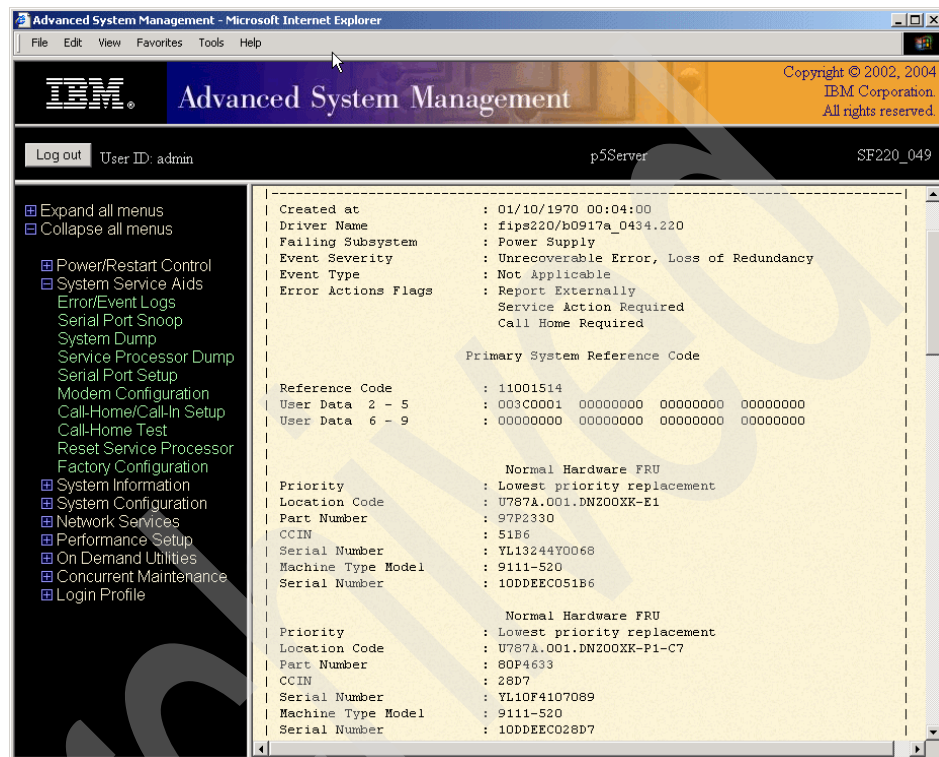 Advanced System Management - Microsoft Internet Explorer
File Edit View Favorites Tools Help
IBM®
Advanced System Management
Copyright © 2002, 2004
IBM Corporation.
All rights reserved.
Log out User ID: admin p5Server SF220_049
Expand all menus
Collapse all menus
Power/Restart Control
System Service Aids
Error/Event Logs
Serial Port Snoop
System Dump
Service Processor Dump
Serial Port Setup
Modem Configuration
Call-Home/Call-In Setup
Call-Home Test
Reset Service Processor
Factory Configuration
System Information
System Configuration
Network Services
Performance Setup
On Demand Utilities
Concurrent Maintenance
Login Profile
|------------------------------------------------------------------------------|
| Created at : 01/10/1970 00:04:00 |
| Driver Name : fips220/b0917a_0434.220 |
| Failing Subsystem : Power Supply |
| Event Severity : Unrecoverable Error, Loss of Redundancy |
| Event Type : Not Applicable |
| Error Actions Flags : Report Externally |
| Service Action Required |
| Call Home Required |
| Primary System Reference Code |
| Reference Code : 11001514 |
| User Data 2 - 5 : 003C0001 00000000 00000000 00000000 |
| User Data 6 - 9 : 00000000 00000000 00000000 00000000 |
| Normal Hardware FRU |
| Priority : Lowest priority replacement |
| Location Code : U787A.001.DNZ00XK-E1 |
| Part Number : 97P2330 |
| CCIN : 51B6 |
| Serial Number : YL13244Y0068 |
| Machine Type Model : 9111-520 |
| Serial Number : 10DDEEC051B6 |
| Normal Hardware FRU |
| Priority : Lowest priority replacement |
| Location Code : U787A.001.DNZ00XK-P1-C7 |
| Part Number : 80P4633 |
| CCIN : 28D7 |
| Serial Number : YL10F4107089 |
| Machine Type Model : 9111-520 |
| Serial Number : 10DDEEC028D7 |